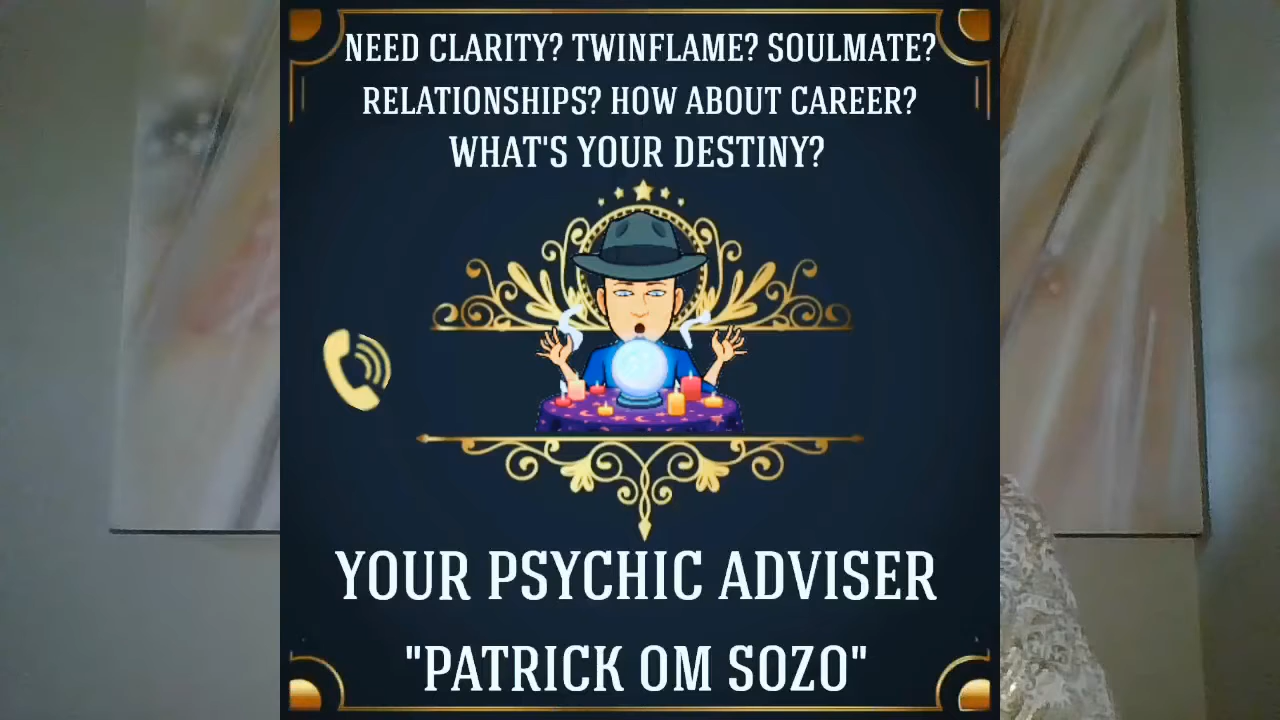 NEED CLARITY? TWINFLAME? SOULMATE?
RELATIONSHIPS? HOW ABOUT CAREER?
WHAT'S YOUR DESTINY?
YOUR PSYCHIC ADVISER
"PATRICK OM SOZO"